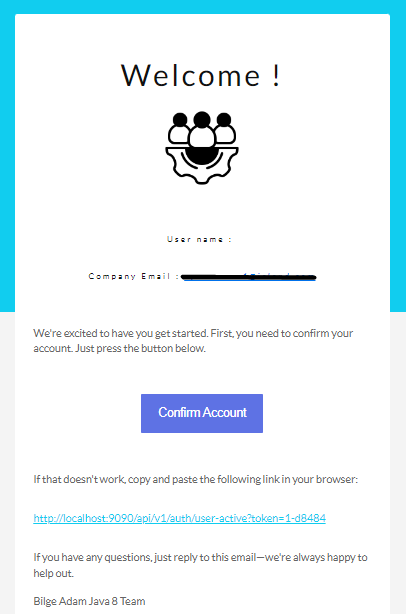 Welcome !
User name :
Company Email :
We're excited to have you get started. First, you need to confirm your
account. Just press the button below.
Confirm Account
If that doesn't work, copy and paste the following link in your browser:
http://localhost:9090/api/v1/auth/user-active?token=1-d8484
If you have any questions, just reply to this email—we're always happy to
help out.
Bilge Adam Java 8 Team